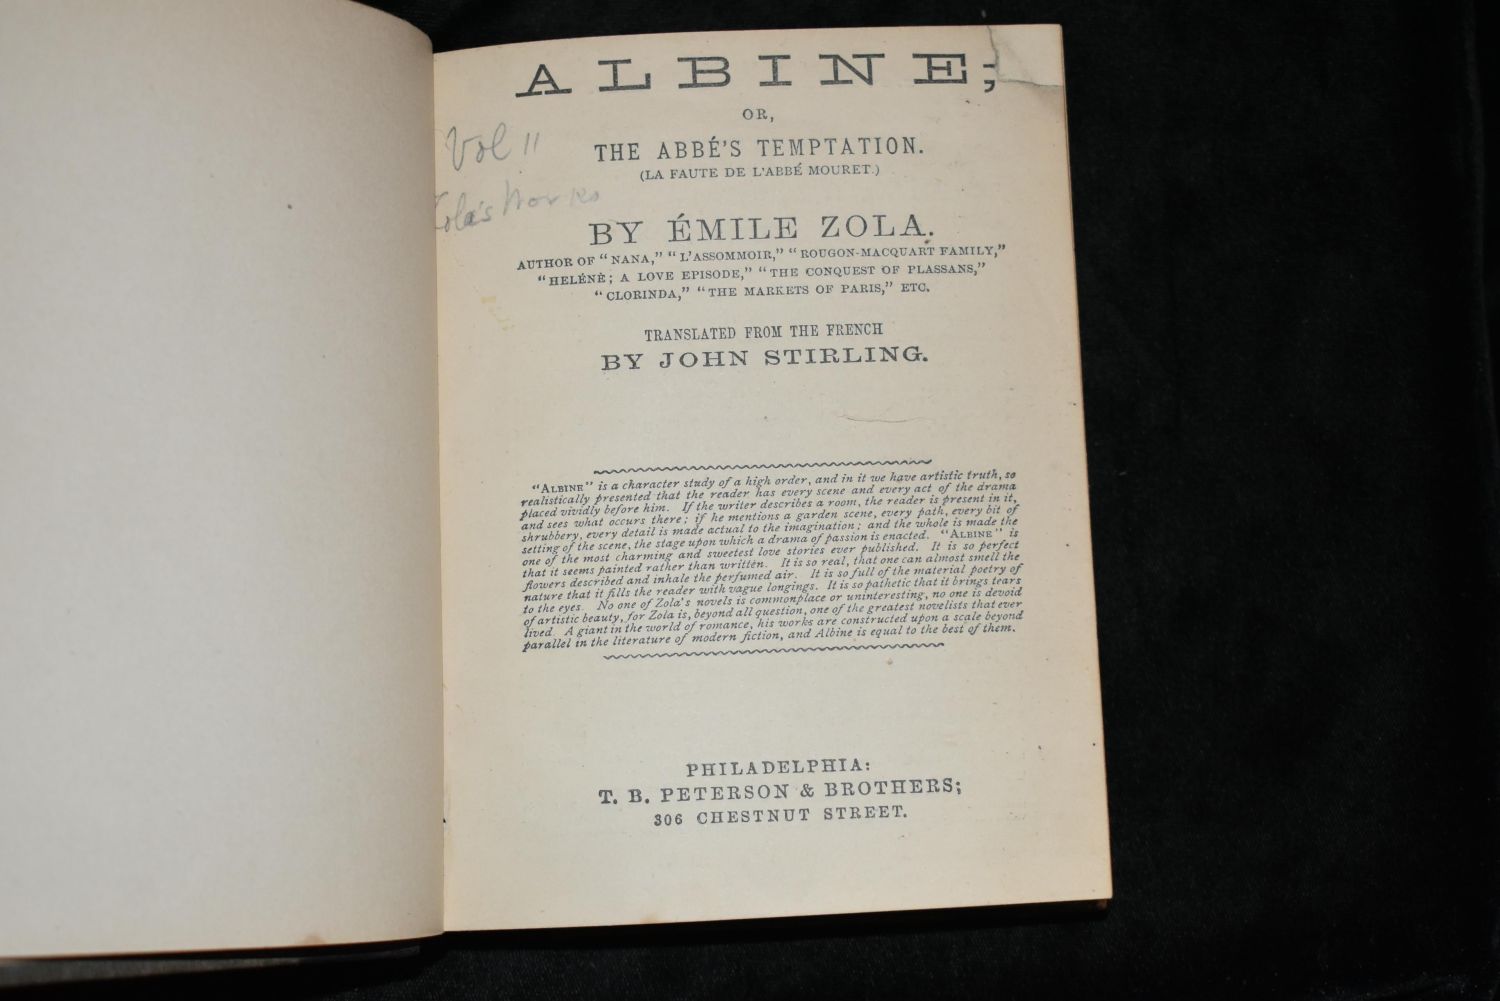 ALBINE;
OR,
THE ABBÉ'S TEMPTATION.
(LA FAUTE DE L'ABBÉ MOURET.)
Vol 11
Zola's Works
BY ÉMILE ZOLA.
AUTHOR OF "NANA," "L'ASSOMMOIR," "ROUGON-MACQUART FAMILY,"
"HELÉNÈ; A LOVE EPISODE," "THE CONQUEST OF PLASSANS,"
"CLORINDA," "THE MARKETS OF PARIS," ETC.
TRANSLATED FROM THE FRENCH
BY JOHN STIRLING.
"ALBINE" is a character study of a high order, and in it we have artistic truth, so
realistically presented that the reader has every scene and every act of the drama
placed vividly before him. If the writer describes a room, the reader is present in it,
and sees what occurs there; if he mentions a garden scene, every path, every bit of
shrubbery, every detail is made actual to the imagination; and the whole is made the
setting of the scene, the stage upon which a drama of passion is enacted. "ALBINE" is
one of the most charming and sweetest love stories ever published. It is so perfect
that it seems painted rather than written. It is so real, that one can almost smell the
flowers described and inhale the perfumed air. It is so full of the material poetry of
nature that it fills the reader with vague longings. It is so pathetic that it brings tears
to the eyes. No one of Zola's novels is commonplace or uninteresting, no one is devoid
of artistic beauty, for Zola is, beyond all question, one of the greatest novelists that ever
lived. A giant in the world of romance, his works are constructed upon a scale beyond
parallel in the literature of modern fiction, and Albine is equal to the best of them.
PHILADELPHIA:
T. B. PETERSON & BROTHERS;
306 CHESTNUT STREET.